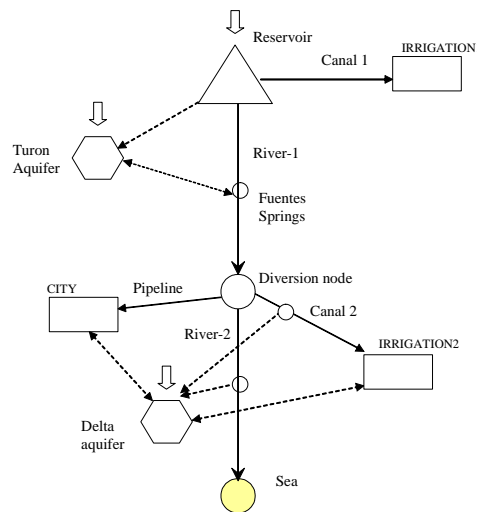 Reservoir
IRRIGATION
Canal 1
Turon
Aquifer
River-1
Fuentes
Springs
Diversion node
CITY
Pipeline
Canal 2
River-2
IRRIGATION2
Delta
aquifer
Sea